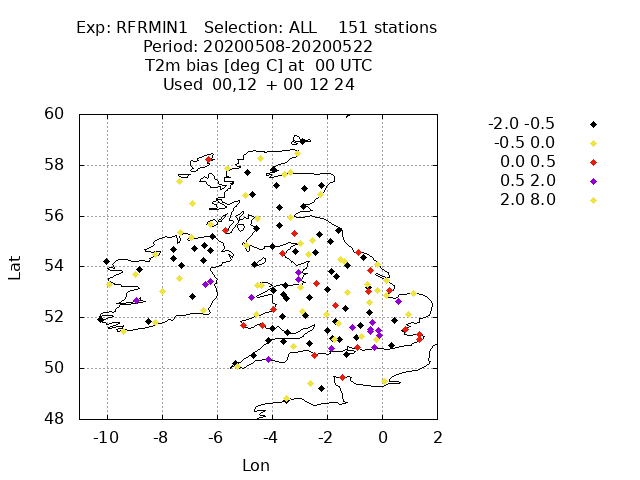 Exp: RFRMIN1   Selection: ALL    151 stations
Period: 20200508-20200522
T2m bias [deg C] at  00 UTC
Used  00,12  + 00 12 24
-2.0 -0.5
-0.5 0.0
0.0 0.5
0.5 2.0
2.0 8.0
60
58
56
54
52
50
48
Lat
-10 -8 -6 -4 -2 0 2
Lon